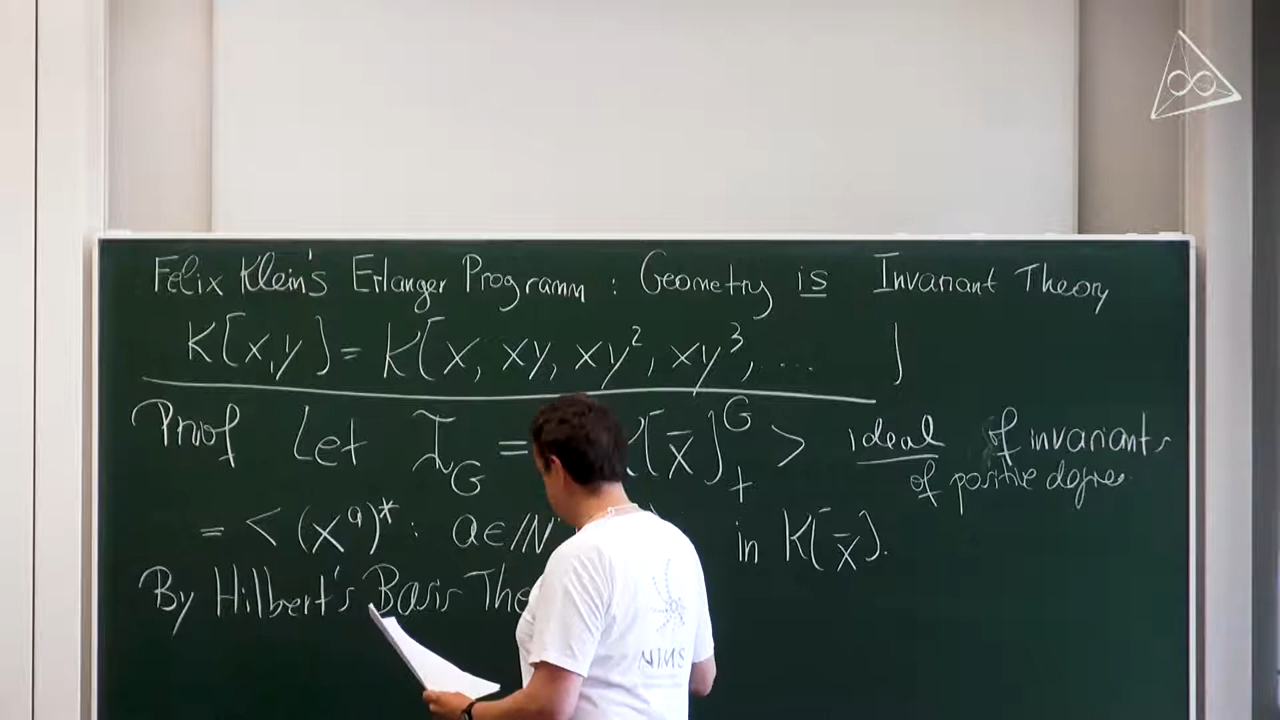 Felix Klein's Erlanger Programm : Geometry is Invariant Theory
K[x,y] = K[x, xy, xy², xy³, ... ]
Proof Let I_G = K[x̄]₊^G > ideal of invariants
of positive degree
= < (x^a)* : a ∈ ℕ in K[x̄].
By Hilbert's Basis The
NIMS